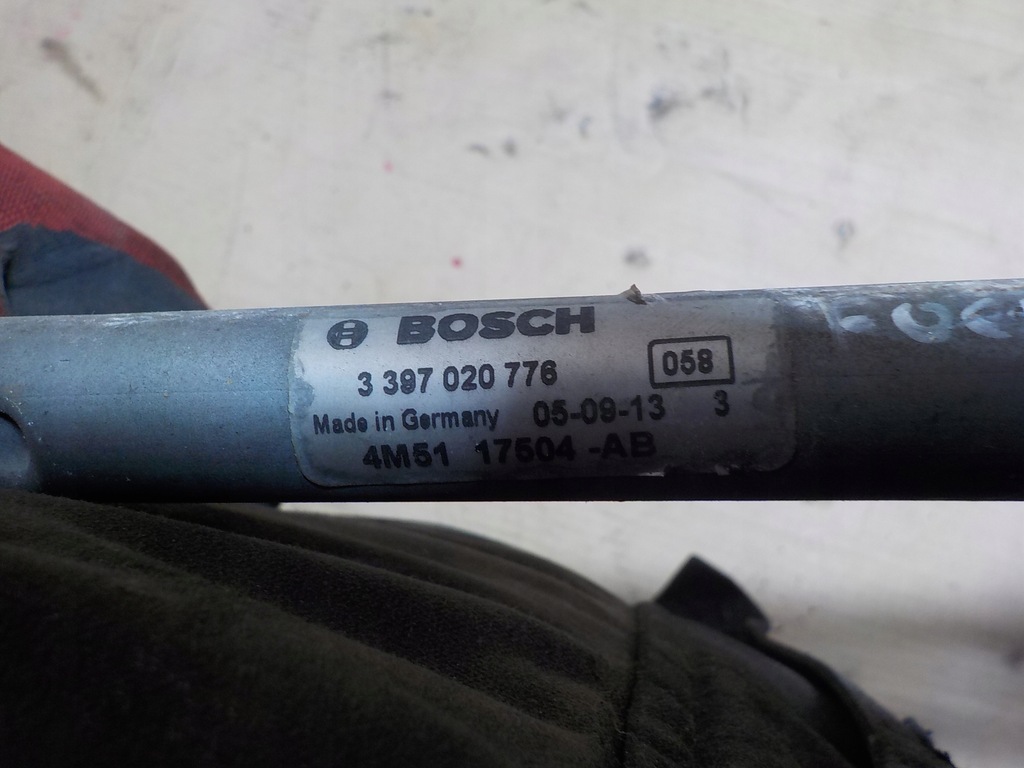 BOSCH
3 397 020 776 058
Made in Germany 05-09-13 3
4M51 17504-AB